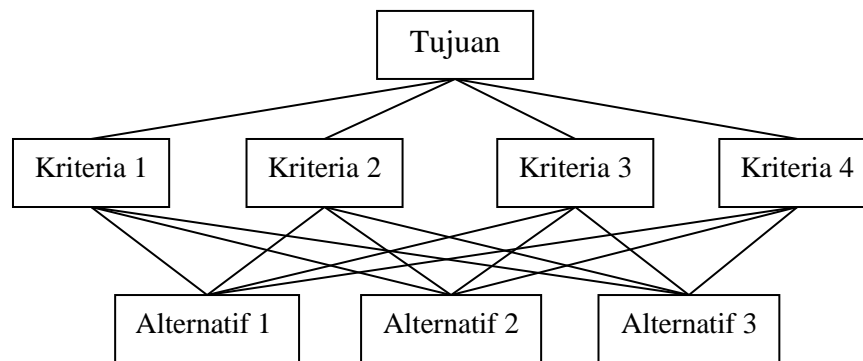 Tujuan
Kriteria 1 Kriteria 2 Kriteria 3 Kriteria 4
Alternatif 1 Alternatif 2 Alternatif 3